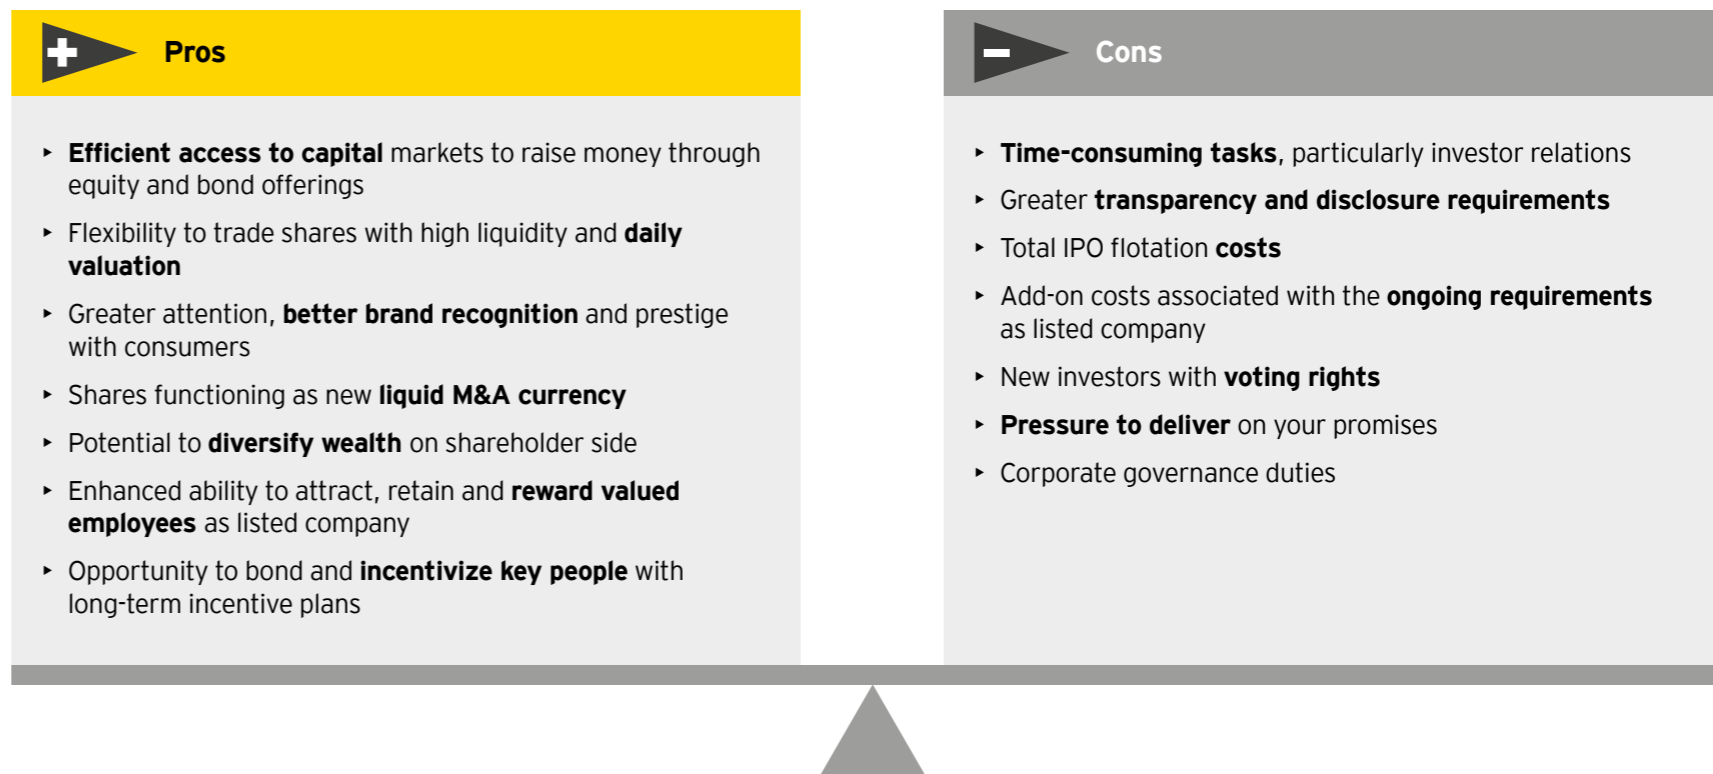 Pros
‣ Efficient access to capital markets to raise money through
equity and bond offerings
‣ Flexibility to trade shares with high liquidity and daily
valuation
‣ Greater attention, better brand recognition and prestige
with consumers
‣ Shares functioning as new liquid M&A currency
‣ Potential to diversify wealth on shareholder side
‣ Enhanced ability to attract, retain and reward valued
employees as listed company
‣ Opportunity to bond and incentivize key people with
long-term incentive plans
Cons
‣ Time-consuming tasks, particularly investor relations
‣ Greater transparency and disclosure requirements
‣ Total IPO flotation costs
‣ Add-on costs associated with the ongoing requirements
as listed company
‣ New investors with voting rights
‣ Pressure to deliver on your promises
‣ Corporate governance duties